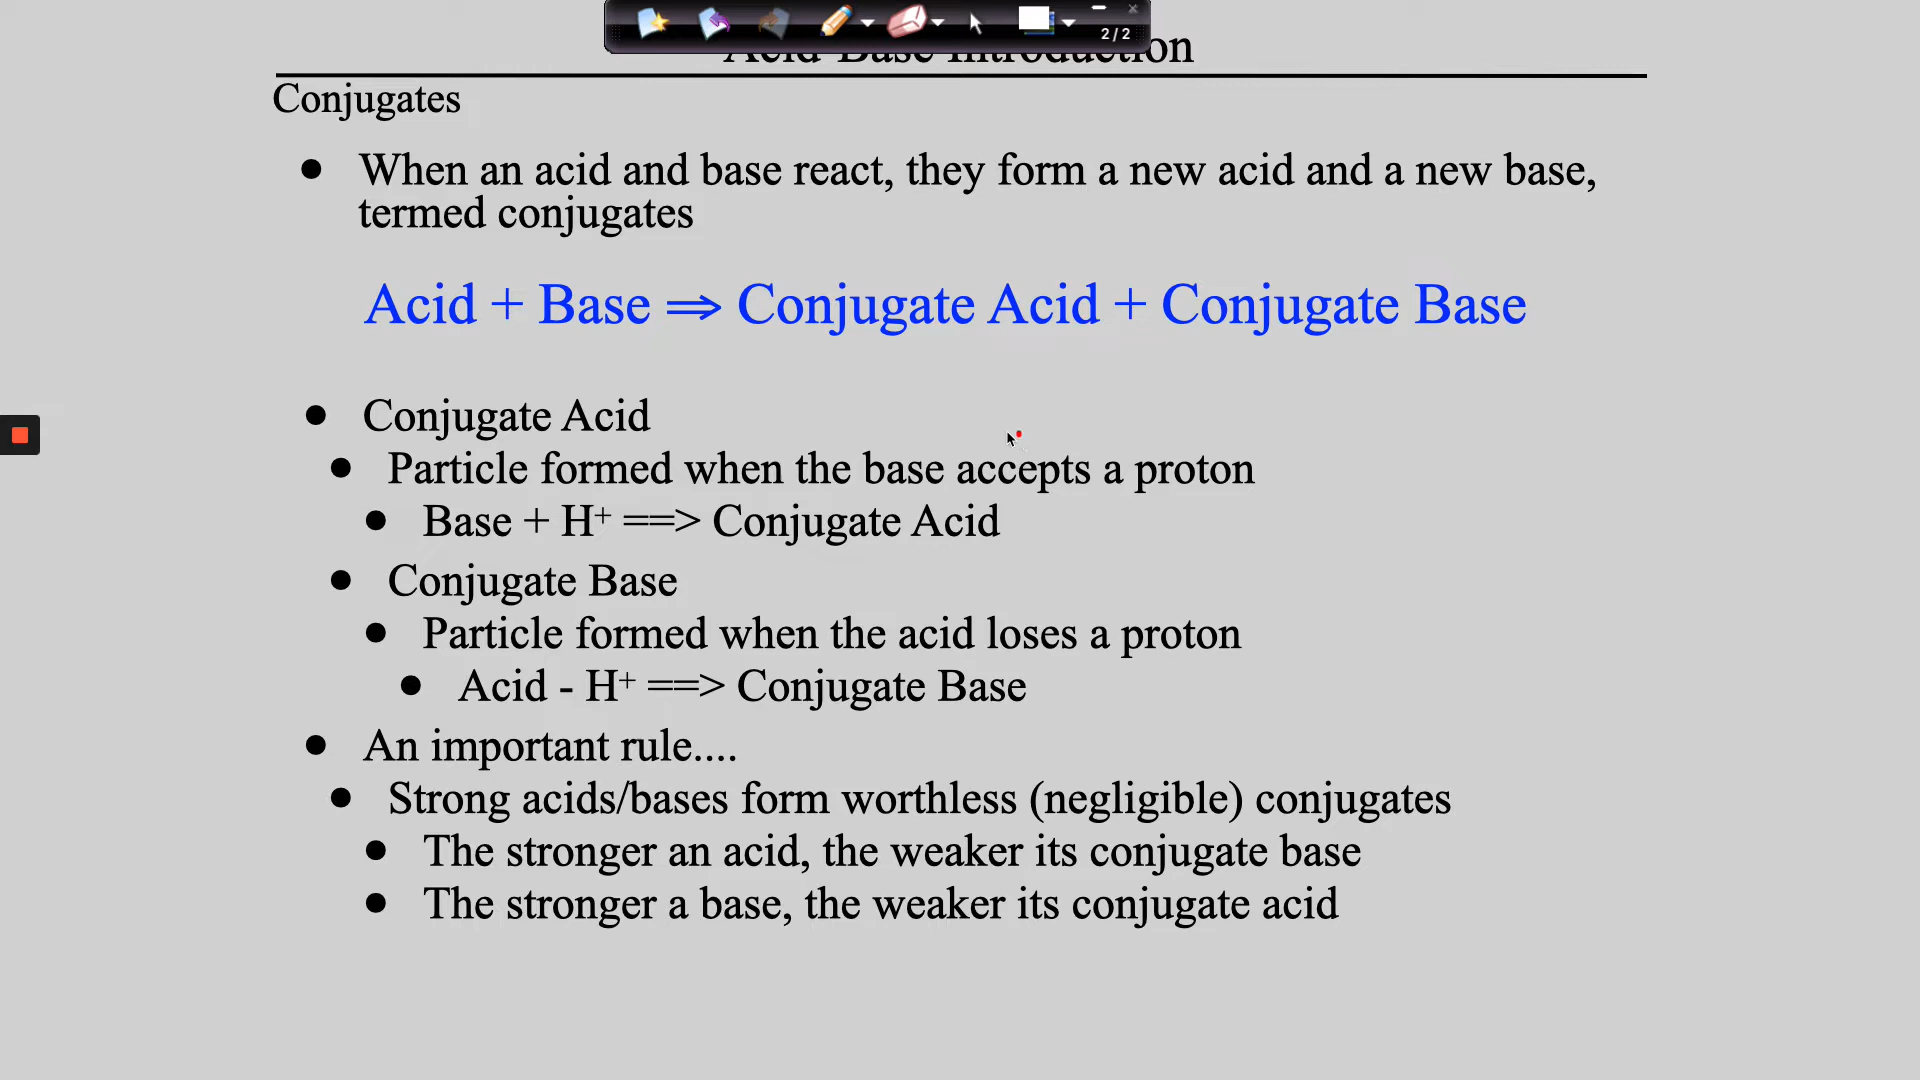 2/2
Acid-Base Introduction
Conjugates
● When an acid and base react, they form a new acid and a new base,
termed conjugates
Acid + Base ⇒ Conjugate Acid + Conjugate Base
● Conjugate Acid
● Particle formed when the base accepts a proton
● Base + H⁺ ==> Conjugate Acid
● Conjugate Base
● Particle formed when the acid loses a proton
● Acid - H⁺ ==> Conjugate Base
● An important rule....
● Strong acids/bases form worthless (negligible) conjugates
● The stronger an acid, the weaker its conjugate base
● The stronger a base, the weaker its conjugate acid